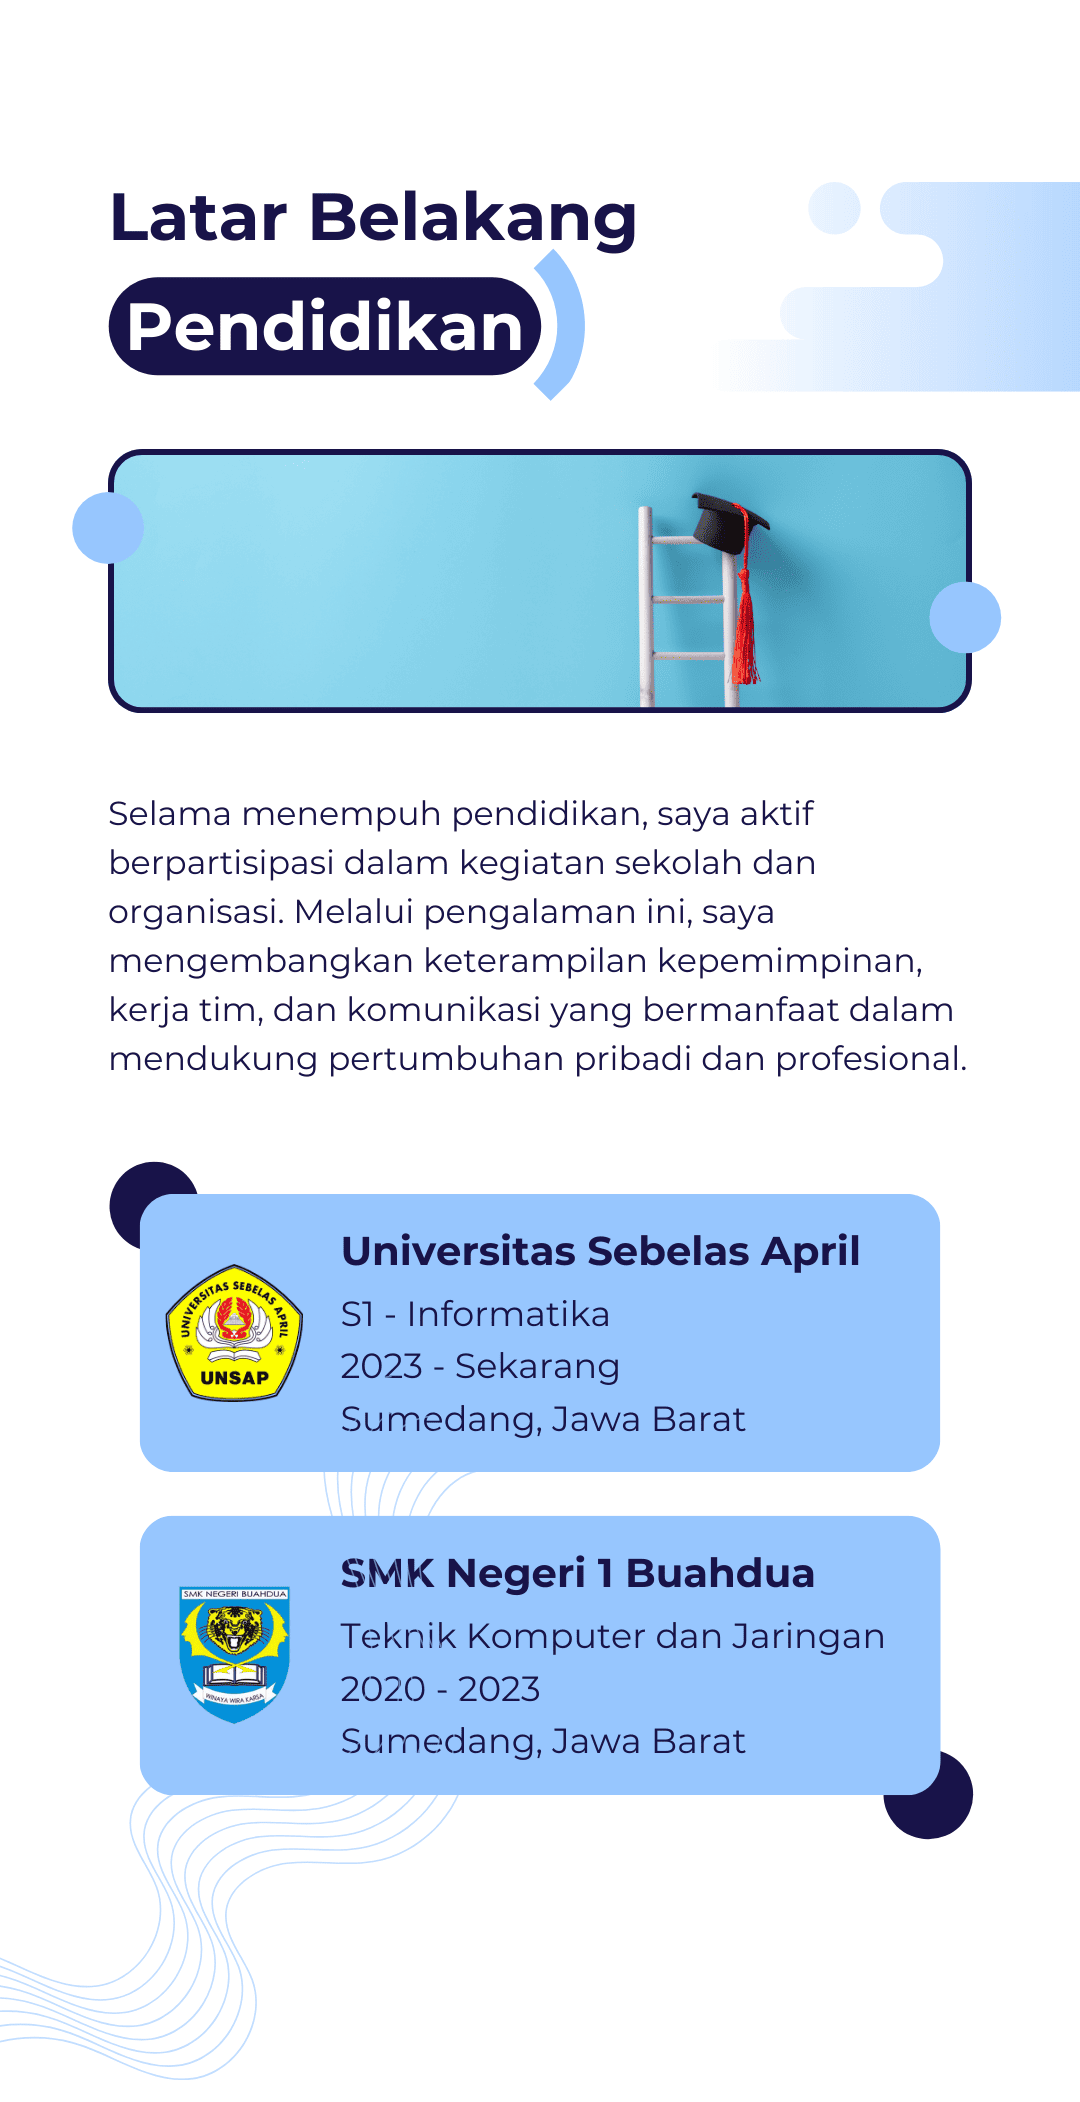 Latar Belakang
Pendidikan
Selama menempuh pendidikan, saya aktif
berpartisipasi dalam kegiatan sekolah dan
organisasi. Melalui pengalaman ini, saya
mengembangkan keterampilan kepemimpinan,
kerja tim, dan komunikasi yang bermanfaat dalam
mendukung pertumbuhan pribadi dan profesional.
UNIVERSITAS SEBELAS APRIL
UNSAP
Universitas Sebelas April
S1 - Informatika
2023 - Sekarang
Sumedang, Jawa Barat
SMK NEGERI BUAHDUA
WINAYA WIRA KARSA
SMK Negeri 1 Buahdua
Teknik Komputer dan Jaringan
2020 - 2023
Sumedang, Jawa Barat